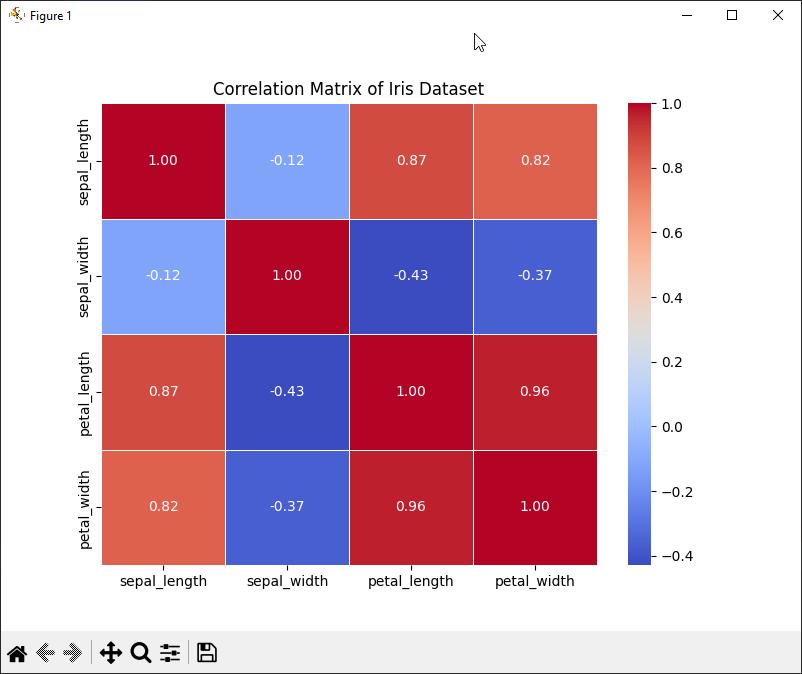 Figure 1
Correlation Matrix of Iris Dataset
sepal_length
1.00 -0.12 0.87 0.82
sepal_width
-0.12 1.00 -0.43 -0.37
petal_length
0.87 -0.43 1.00 0.96
petal_width
0.82 -0.37 0.96 1.00
sepal_length sepal_width petal_length petal_width
1.0
0.8
0.6
0.4
0.2
0.0
−0.2
−0.4